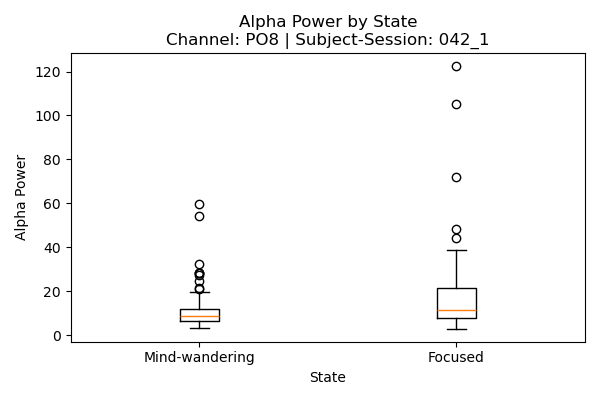 Alpha Power by State
Channel: PO8 | Subject-Session: 042_1
Alpha Power
120
100
80
60
40
20
0
Mind-wandering
Focused
State